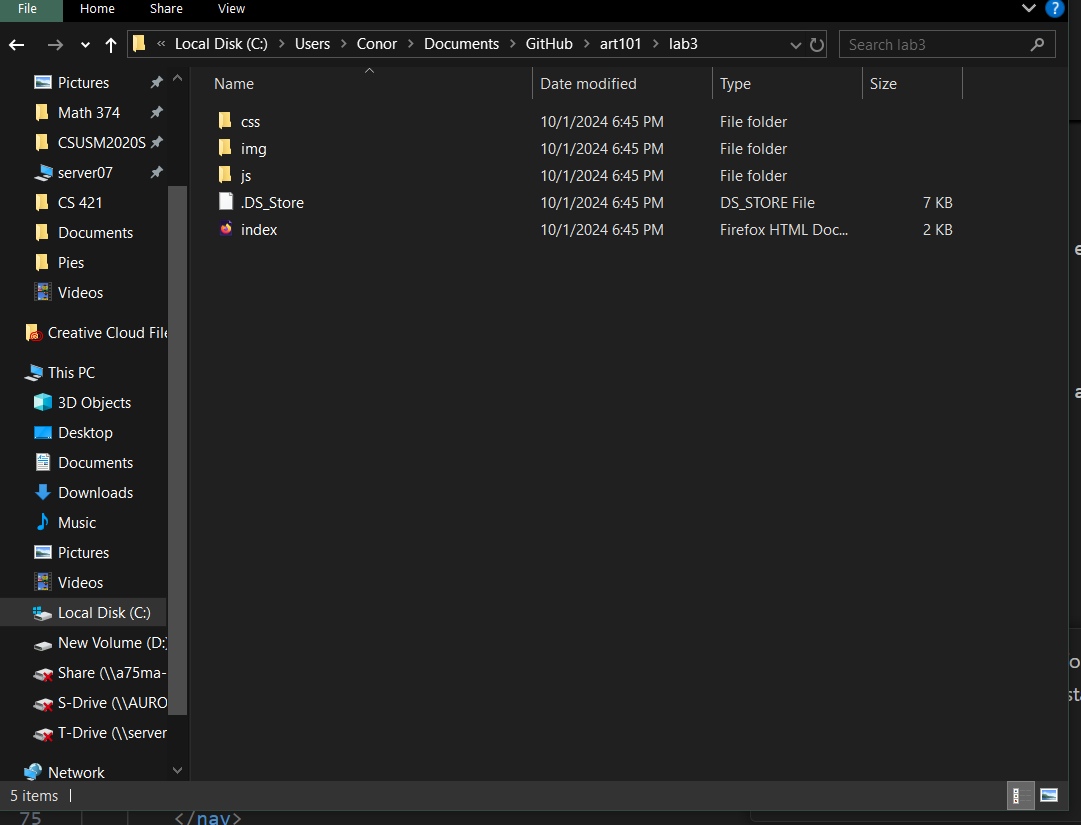 File Home Share View
« Local Disk (C:) > Users > Conor > Documents > GitHub > art101 > lab3
Search lab3
Pictures
Math 374
CSUSM2020S
server07
CS 421
Documents
Pies
Videos
Creative Cloud File
This PC
3D Objects
Desktop
Documents
Downloads
Music
Pictures
Videos
Local Disk (C:)
New Volume (D:)
Share (\\a75ma-
S-Drive (\\AURO
T-Drive (\\server
Network
Name Date modified Type Size
css 10/1/2024 6:45 PM File folder
img 10/1/2024 6:45 PM File folder
js 10/1/2024 6:45 PM File folder
.DS_Store 10/1/2024 6:45 PM DS_STORE File 7 KB
index 10/1/2024 6:45 PM Firefox HTML Doc... 2 KB
5 items
75 </nav>